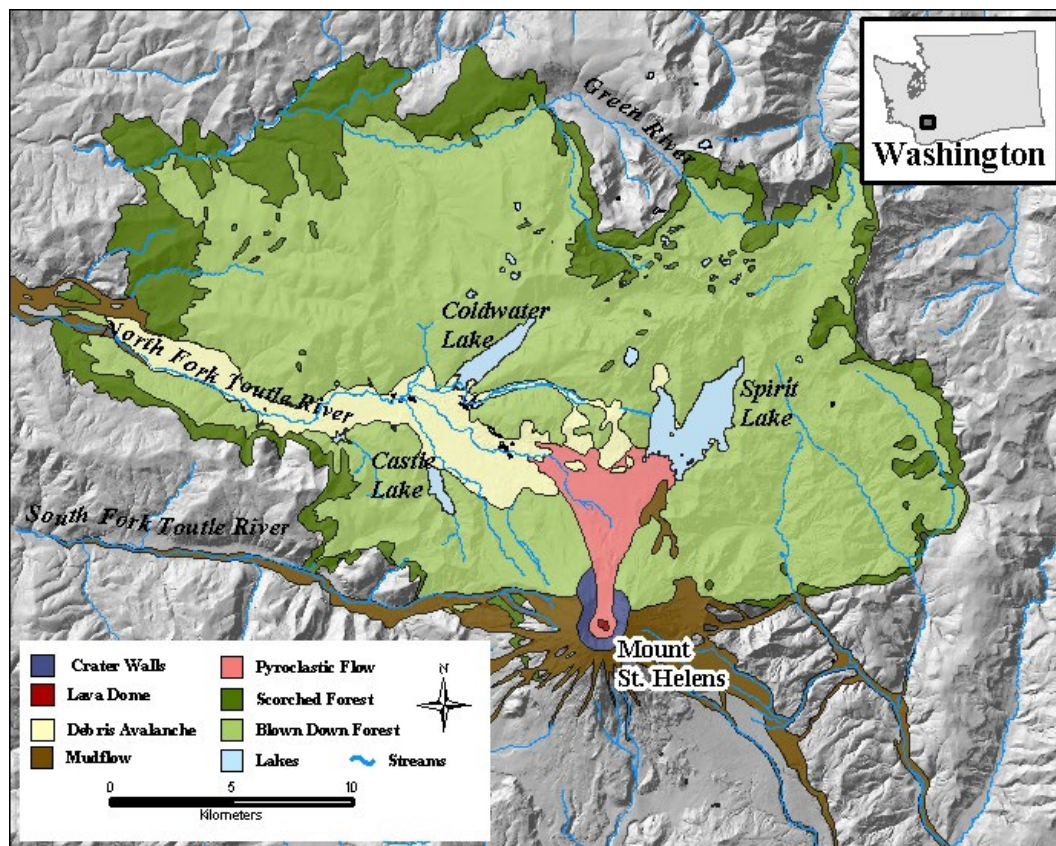 Green River
Washington
Coldwater
Lake
North Fork Toutle River
Spirit
Lake
Castle
Lake
South Fork Toutle River
Mount
St. Helens
Crater Walls
Lava Dome
Debris Avalanche
Mudflow
Pyroclastic Flow
Scorched Forest
Blown Down Forest
Lakes
Streams
N
0 5 10
Kilometers